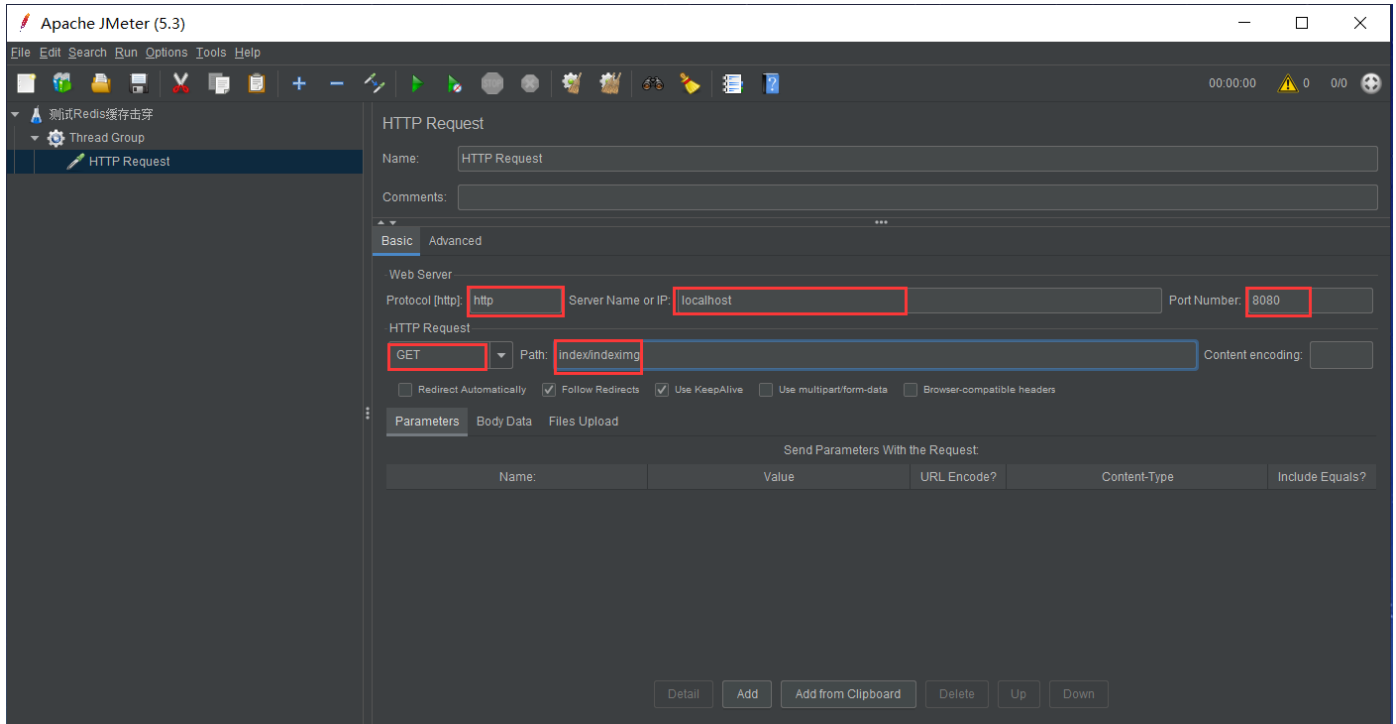 Apache JMeter (5.3)
File Edit Search Run Options Tools Help
00:00:00 0 0/0
测试Redis缓存击穿
Thread Group
HTTP Request
HTTP Request
Name: HTTP Request
Comments:
Basic Advanced
Web Server
Protocol [http]: http Server Name or IP: localhost Port Number: 8080
HTTP Request
GET Path: index/indeximg Content encoding:
Redirect Automatically Follow Redirects Use KeepAlive Use multipart/form-data Browser-compatible headers
Parameters Body Data Files Upload
Send Parameters With the Request:
Name: Value URL Encode? Content-Type Include Equals?
Detail Add Add from Clipboard Delete Up Down